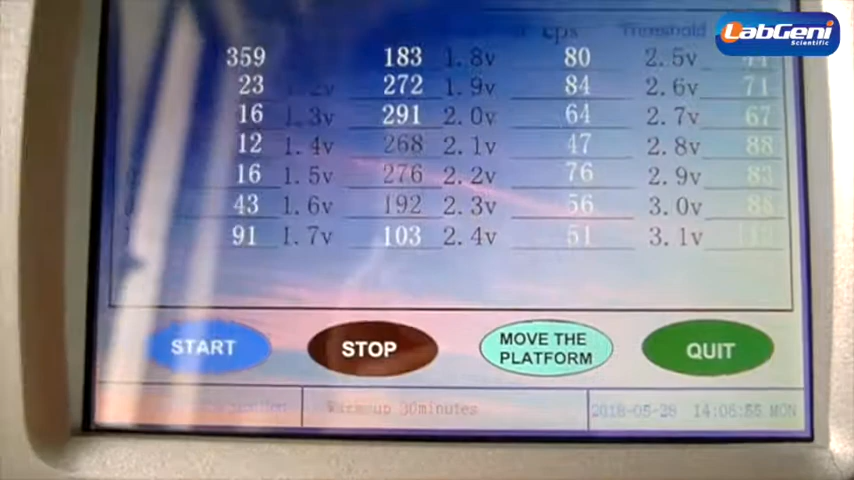 LabGeni
Scientific
cps Threshold
359 183 1.8v 80 2.5v
23 272 1.9v 84 2.6v 71
16 1.3v 291 2.0v 64 2.7v 67
12 1.4v 268 2.1v 47 2.8v 88
16 1.5v 276 2.2v 76 2.9v 83
43 1.6v 192 2.3v 56 3.0v
91 1.7v 103 2.4v 51 3.1v
START STOP MOVE THE PLATFORM QUIT
Warm up 30minutes 2018-05-28 14:06:55 MON